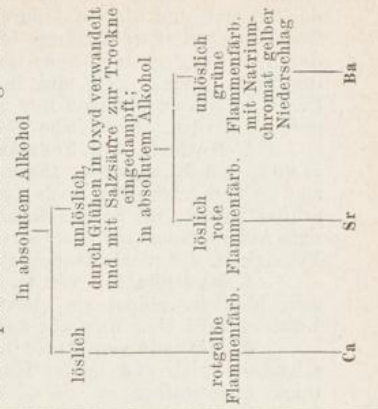 In absolutem Alkohol
löslich
unlöslich,
durch Glühen in Oxyd verwandelt
und mit Salzsäure zur Trockne
eingedampft;
in absolutem Alkohol
löslich
unlöslich
rotgelbe
Flammenfärb.
rote
Flammenfärb.
grüne
Flammenfärb.
mit Natrium-
chromat gelber
Niederschlag
Ca
Sr
Ba